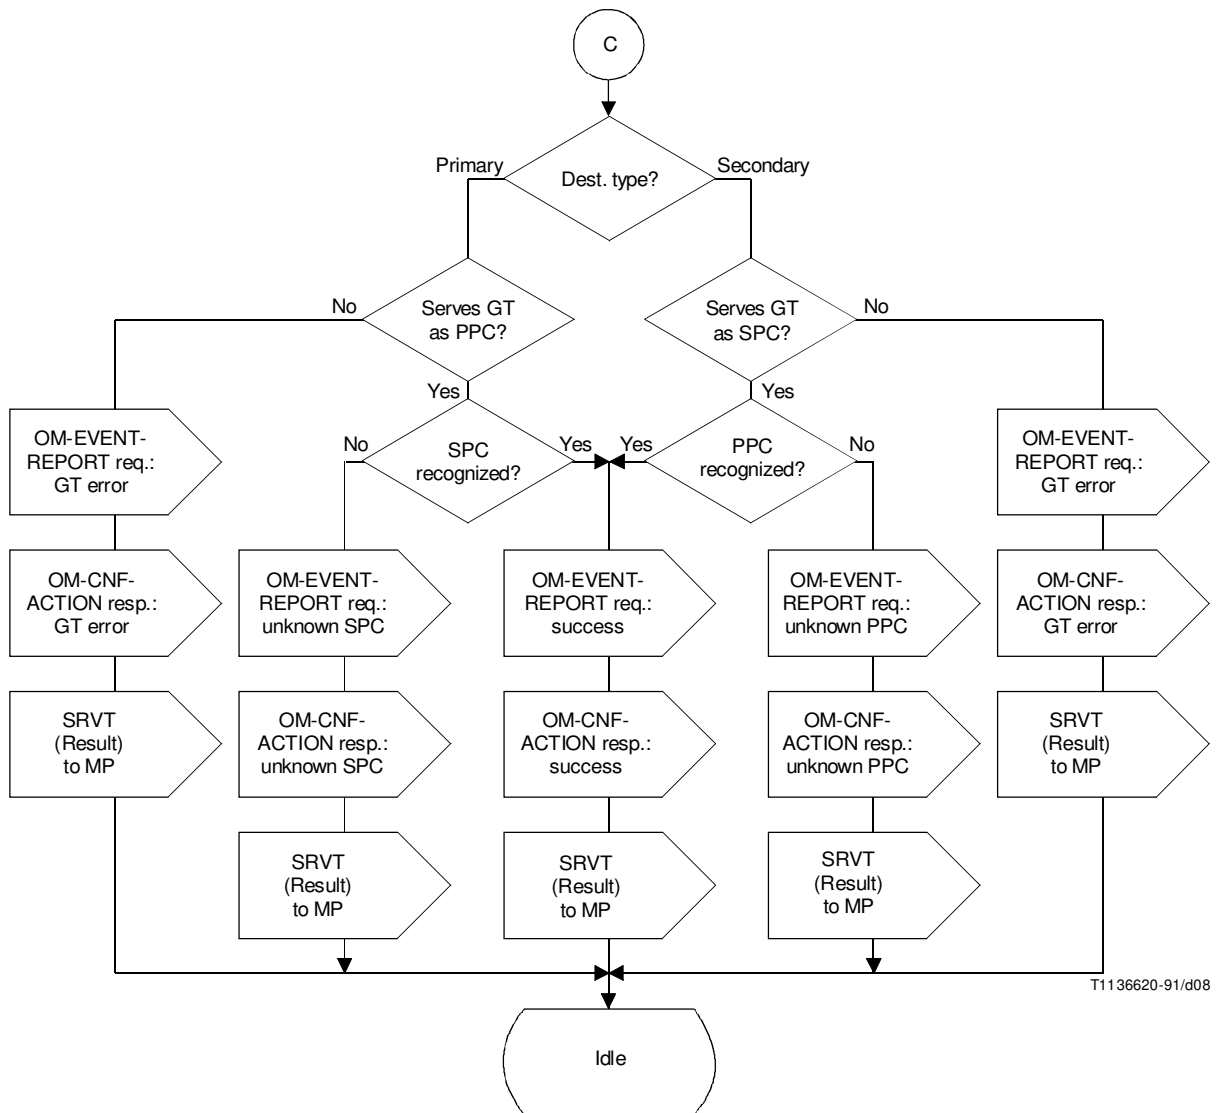 C
Primary
Secondary
Dest. type?
No
Serves GT
as PPC?
Serves GT
as SPC?
No
Yes
Yes
OM-EVENT-
REPORT req.:
GT error
No
SPC
recognized?
Yes
Yes
PPC
recognized?
No
OM-EVENT-
REPORT req.:
GT error
OM-CNF-
ACTION resp.:
GT error
OM-EVENT-
REPORT req.:
unknown SPC
OM-EVENT-
REPORT req.:
success
OM-EVENT-
REPORT req.:
unknown PPC
OM-CNF-
ACTION resp.:
GT error
SRVT
(Result)
to MP
OM-CNF-
ACTION resp.:
unknown SPC
OM-CNF-
ACTION resp.:
success
OM-CNF-
ACTION resp.:
unknown PPC
SRVT
(Result)
to MP
SRVT
(Result)
to MP
SRVT
(Result)
to MP
SRVT
(Result)
to MP
T1136620-91/d08
Idle